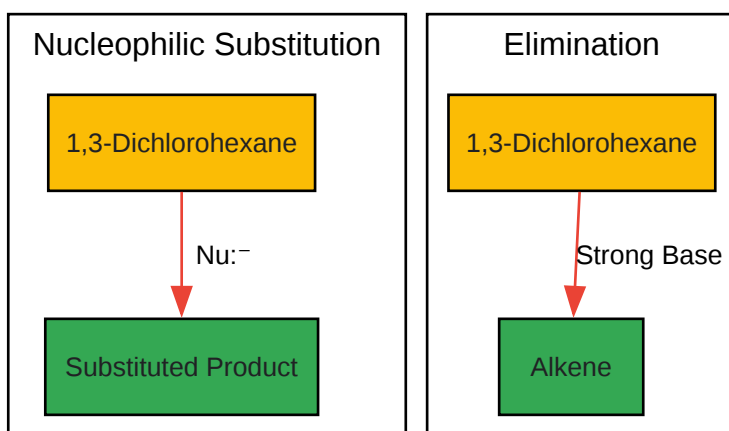 Nucleophilic Substitution
1,3-Dichlorohexane
Nu:⁻
Substituted Product
Elimination
1,3-Dichlorohexane
Strong Base
Alkene